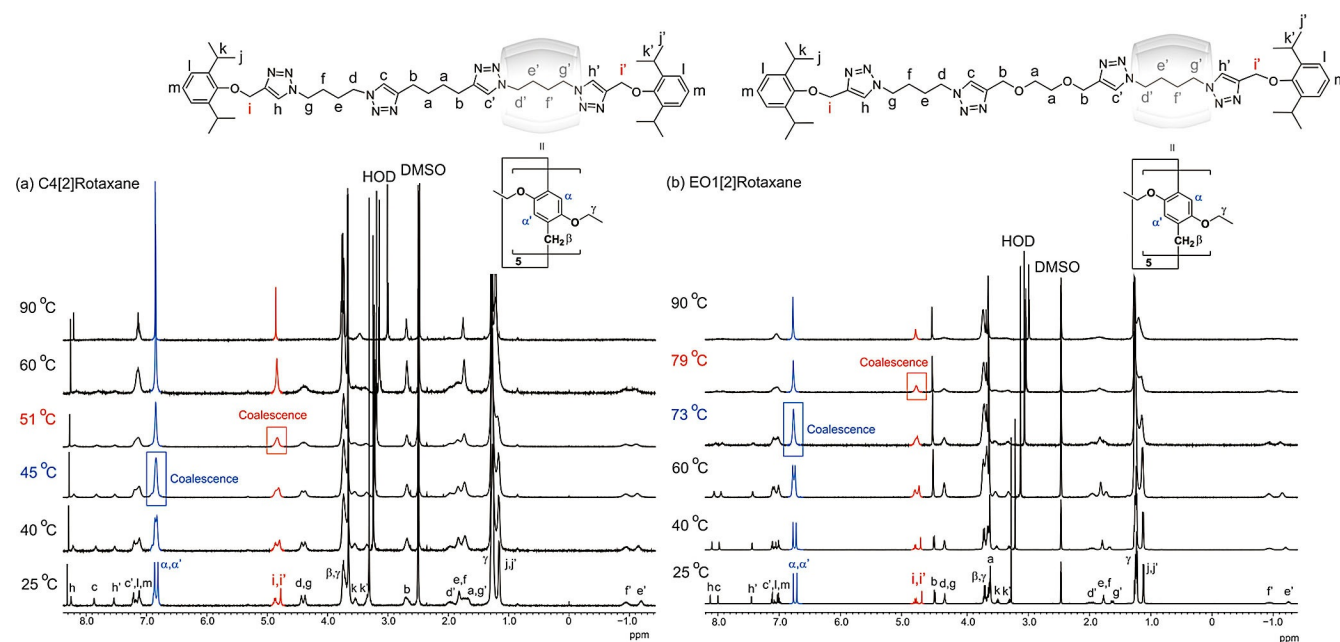 k j
l
m
N=N
N
i
h
g
f
e
d
N=N
N
c
b
a
a
b
N=N
N
c'
d'
e'
f'
g'
N
N=N
h'
i'
O
k'
j'
l
m
k j
l
m
O
i
N=N
N
h
g
f
e
d
N=N
N
c
b
O
a
a
O
b
N=N
N
c'
d'
e'
f'
g'
N
N=N
h'
i'
O
k'
j'
l
m
(a) C4[2]Rotaxane
HOD
DMSO
=
O
α
α'
O
γ
CH₂ β
5
90 °C
60 °C
51 °C
Coalescence
45 °C
Coalescence
40 °C
25 °C
h
c
h'
c',l,m
α,α'
i,i'
d,g
β,γ
k k'
b
d'
e,f
a,g'
γ
j,j'
f'
e'
8.0 7.0 6.0 5.0 4.0 3.0 2.0 1.0 0 -1.0
ppm
(b) EO1[2]Rotaxane
HOD
DMSO
=
O
α
α'
O
γ
CH₂ β
5
90 °C
79 °C
Coalescence
73 °C
Coalescence
60 °C
40 °C
25 °C
hc
h'
c',l,m
α,α'
i,i'
b
d,g
β,γ
a
k k'
d'
e,f
g'
γ
j,j'
f'
e'
8.0 7.0 6.0 5.0 4.0 3.0 2.0 1.0 0 -1.0
ppm